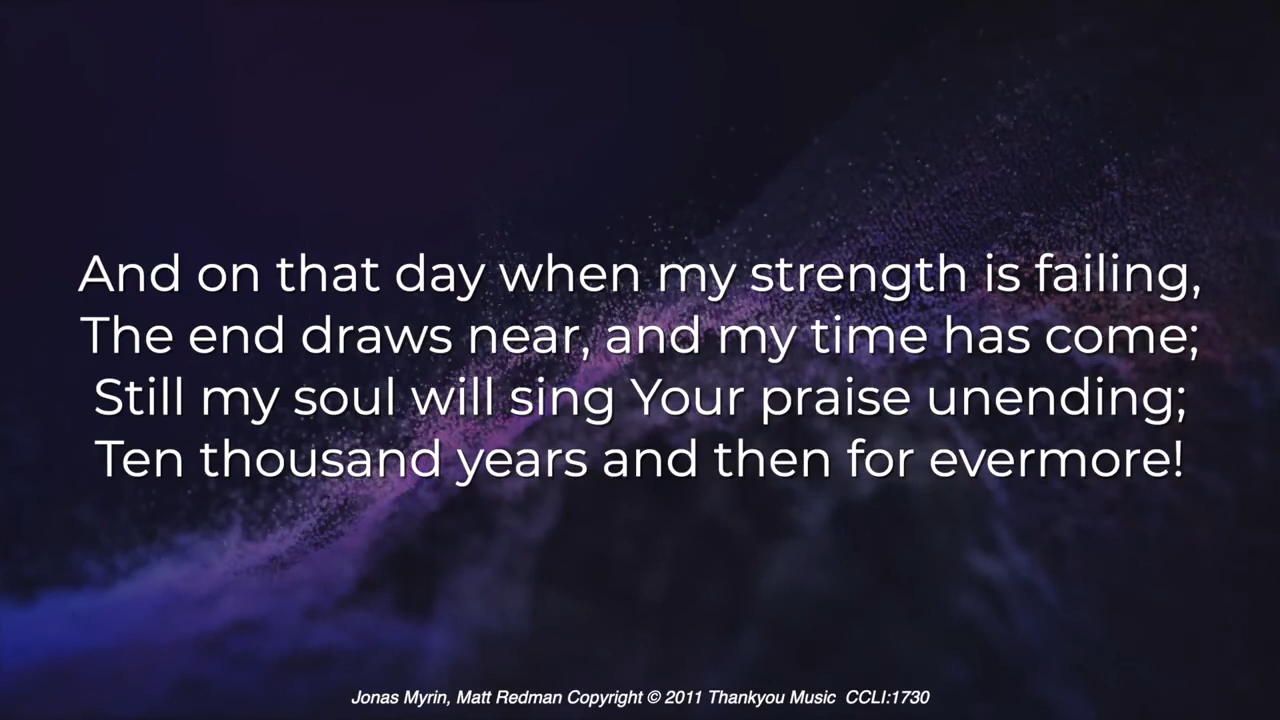 And on that day when my strength is failing,
The end draws near, and my time has come;
Still my soul will sing Your praise unending;
Ten thousand years and then for evermore!
Jonas Myrin, Matt Redman Copyright © 2011 Thankyou Music CCLI:1730